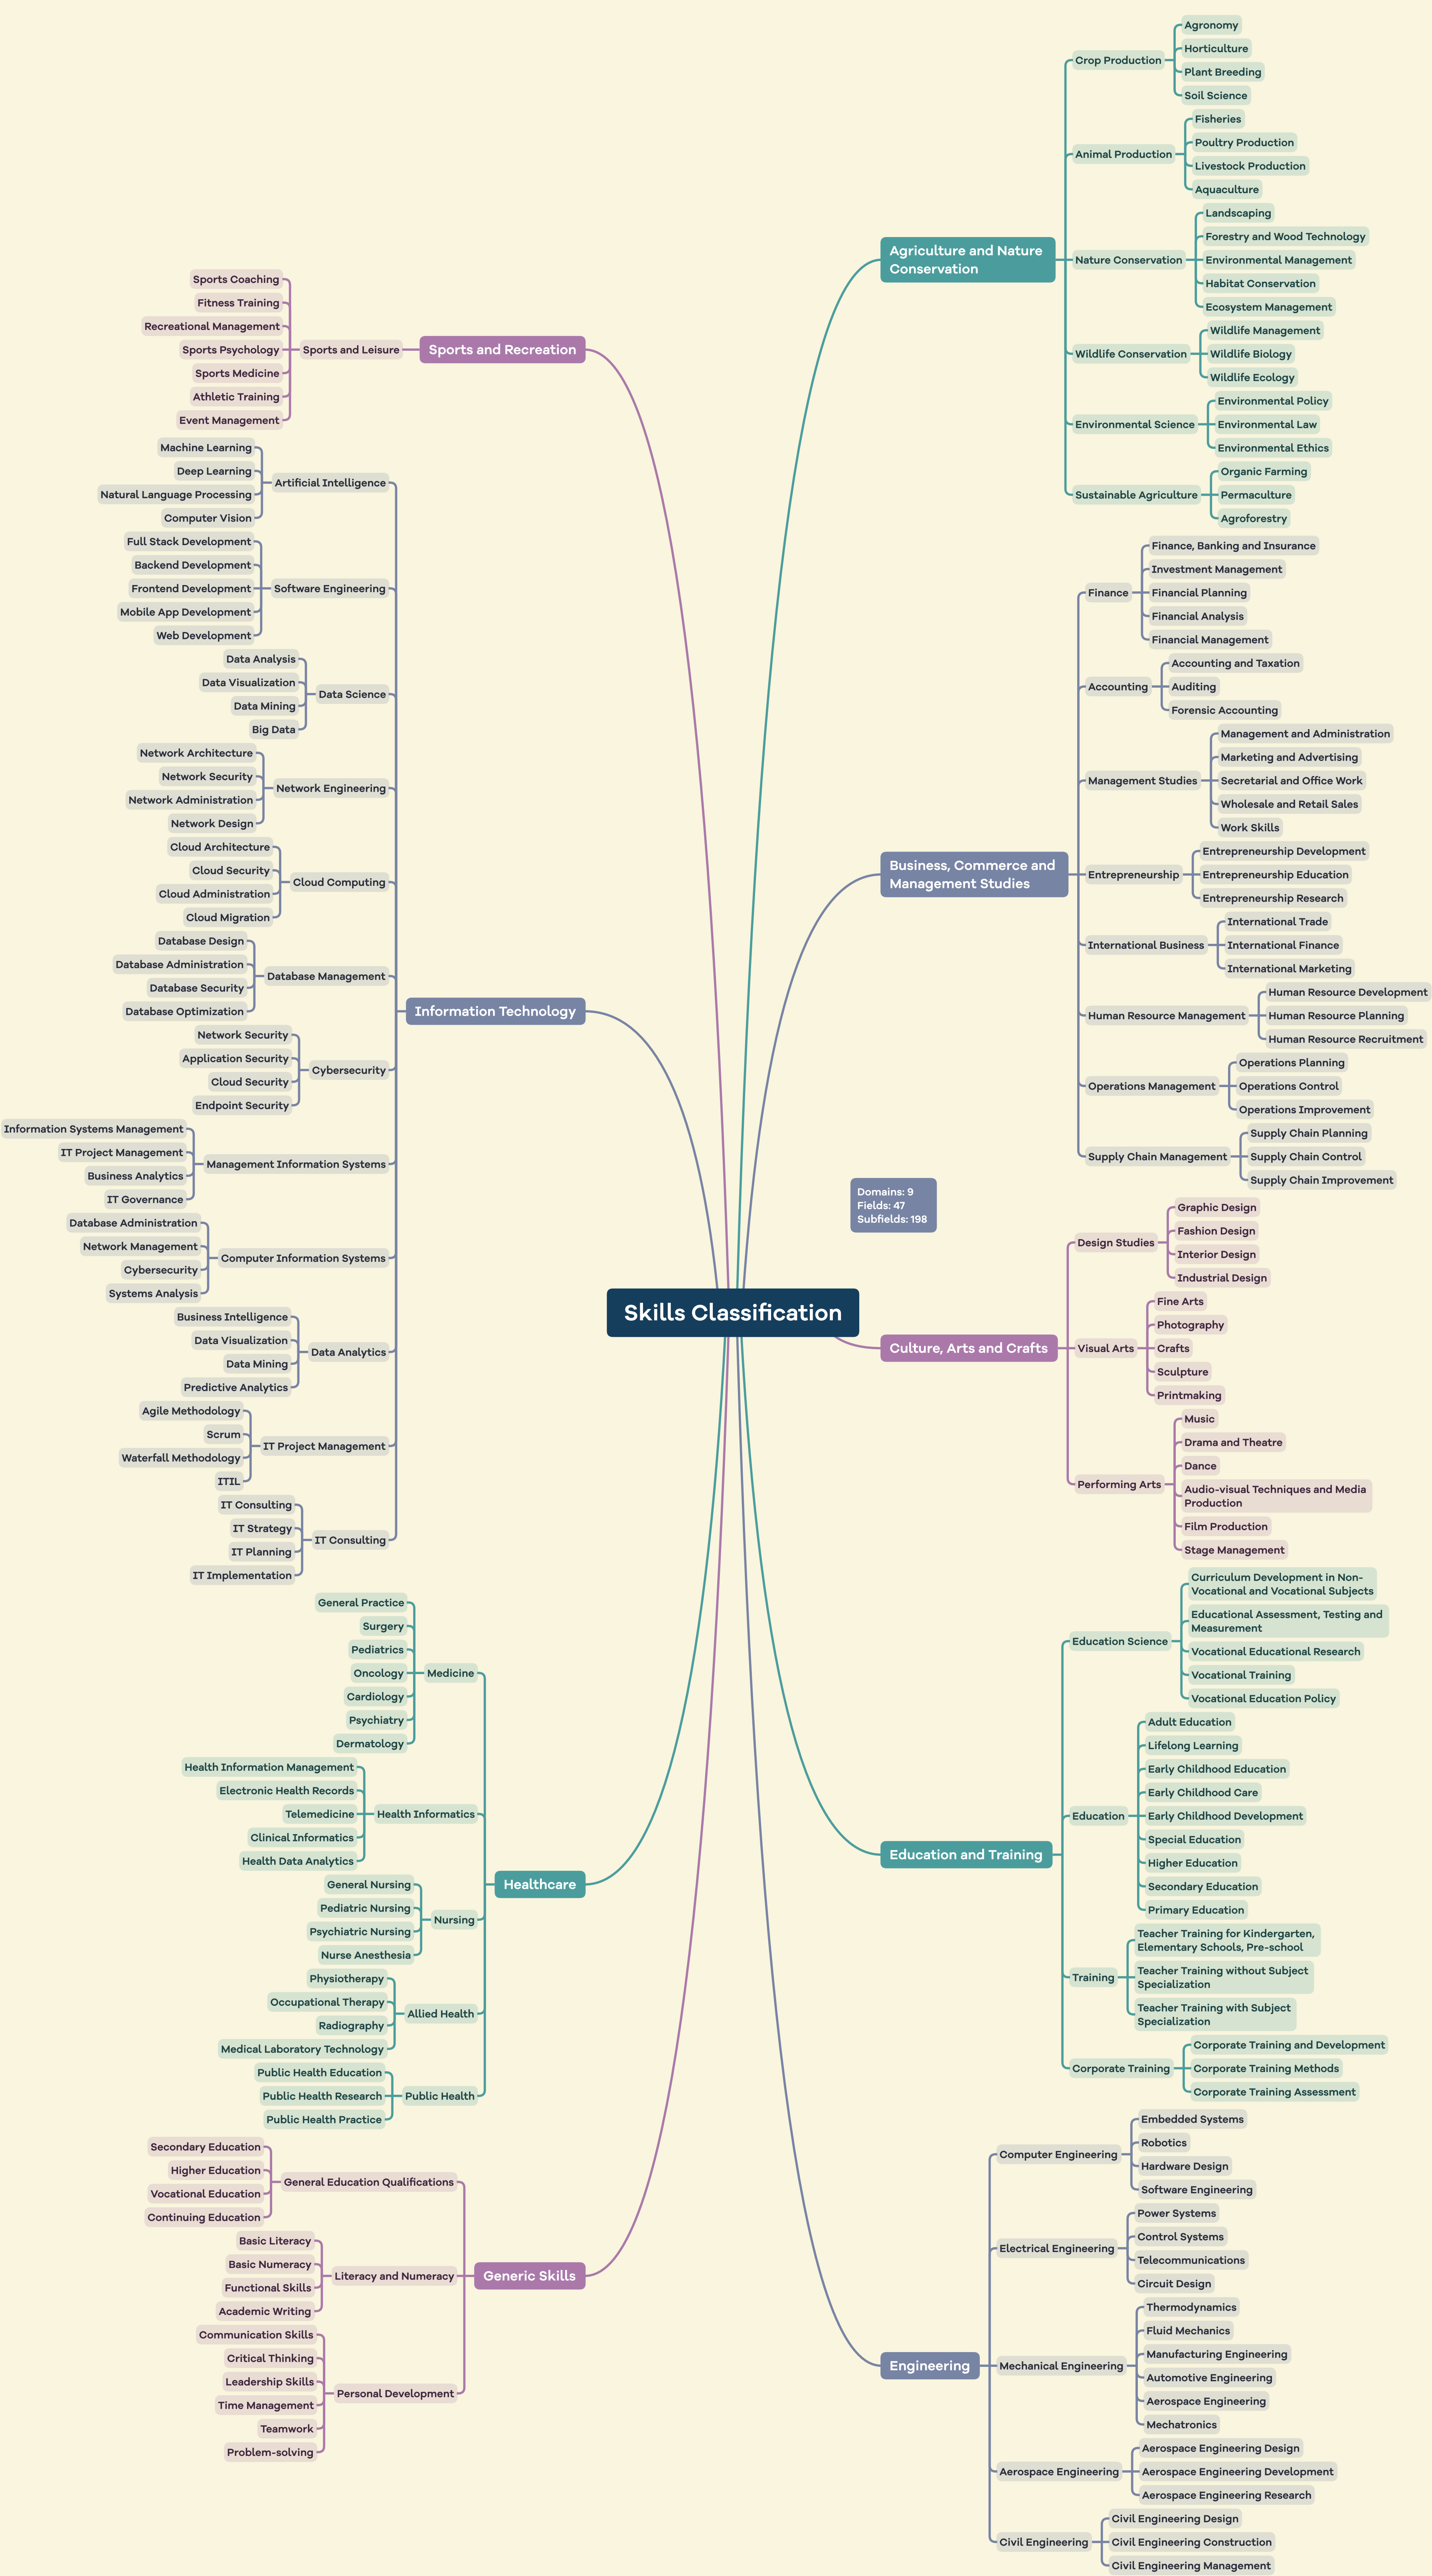 Skills Classification
Domains: 9
Fields: 47
Subfields: 198
Agriculture and Nature
Conservation
Crop Production
Agronomy
Horticulture
Plant Breeding
Soil Science
Animal Production
Fisheries
Poultry Production
Livestock Production
Aquaculture
Nature Conservation
Landscaping
Forestry and Wood Technology
Environmental Management
Habitat Conservation
Ecosystem Management
Wildlife Conservation
Wildlife Management
Wildlife Biology
Wildlife Ecology
Environmental Science
Environmental Policy
Environmental Law
Environmental Ethics
Sustainable Agriculture
Organic Farming
Permaculture
Agroforestry
Business, Commerce and
Management Studies
Finance
Finance, Banking and Insurance
Investment Management
Financial Planning
Financial Analysis
Financial Management
Accounting
Accounting and Taxation
Auditing
Forensic Accounting
Management Studies
Management and Administration
Marketing and Advertising
Secretarial and Office Work
Wholesale and Retail Sales
Work Skills
Entrepreneurship
Entrepreneurship Development
Entrepreneurship Education
Entrepreneurship Research
International Business
International Trade
International Finance
International Marketing
Human Resource Management
Human Resource Development
Human Resource Planning
Human Resource Recruitment
Operations Management
Operations Planning
Operations Control
Operations Improvement
Supply Chain Management
Supply Chain Planning
Supply Chain Control
Supply Chain Improvement
Culture, Arts and Crafts
Design Studies
Graphic Design
Fashion Design
Interior Design
Industrial Design
Visual Arts
Fine Arts
Photography
Crafts
Sculpture
Printmaking
Performing Arts
Music
Drama and Theatre
Dance
Audio-visual Techniques and Media
Production
Film Production
Stage Management
Education and Training
Education Science
Curriculum Development in Non-
Vocational and Vocational Subjects
Educational Assessment, Testing and
Measurement
Vocational Educational Research
Vocational Training
Vocational Education Policy
Education
Adult Education
Lifelong Learning
Early Childhood Education
Early Childhood Care
Early Childhood Development
Special Education
Higher Education
Secondary Education
Primary Education
Training
Teacher Training for Kindergarten,
Elementary Schools, Pre-school
Teacher Training without Subject
Specialization
Teacher Training with Subject
Specialization
Corporate Training
Corporate Training and Development
Corporate Training Methods
Corporate Training Assessment
Engineering
Computer Engineering
Embedded Systems
Robotics
Hardware Design
Software Engineering
Electrical Engineering
Power Systems
Control Systems
Telecommunications
Circuit Design
Mechanical Engineering
Thermodynamics
Fluid Mechanics
Manufacturing Engineering
Automotive Engineering
Aerospace Engineering
Mechatronics
Aerospace Engineering
Aerospace Engineering Design
Aerospace Engineering Development
Aerospace Engineering Research
Civil Engineering
Civil Engineering Design
Civil Engineering Construction
Civil Engineering Management
Sports and Recreation
Sports and Leisure
Sports Coaching
Fitness Training
Recreational Management
Sports Psychology
Sports Medicine
Athletic Training
Event Management
Information Technology
Artificial Intelligence
Machine Learning
Deep Learning
Natural Language Processing
Computer Vision
Software Engineering
Full Stack Development
Backend Development
Frontend Development
Mobile App Development
Web Development
Data Science
Data Analysis
Data Visualization
Data Mining
Big Data
Network Engineering
Network Architecture
Network Security
Network Administration
Network Design
Cloud Computing
Cloud Architecture
Cloud Security
Cloud Administration
Cloud Migration
Database Management
Database Design
Database Administration
Database Security
Database Optimization
Cybersecurity
Network Security
Application Security
Cloud Security
Endpoint Security
Management Information Systems
Information Systems Management
IT Project Management
Business Analytics
IT Governance
Computer Information Systems
Database Administration
Network Management
Cybersecurity
Systems Analysis
Data Analytics
Business Intelligence
Data Visualization
Data Mining
Predictive Analytics
IT Project Management
Agile Methodology
Scrum
Waterfall Methodology
ITIL
IT Consulting
IT Consulting
IT Strategy
IT Planning
IT Implementation
Healthcare
Medicine
General Practice
Surgery
Pediatrics
Oncology
Cardiology
Psychiatry
Dermatology
Health Informatics
Health Information Management
Electronic Health Records
Telemedicine
Clinical Informatics
Health Data Analytics
Nursing
General Nursing
Pediatric Nursing
Psychiatric Nursing
Nurse Anesthesia
Allied Health
Physiotherapy
Occupational Therapy
Radiography
Medical Laboratory Technology
Public Health
Public Health Education
Public Health Research
Public Health Practice
Generic Skills
General Education Qualifications
Secondary Education
Higher Education
Vocational Education
Continuing Education
Literacy and Numeracy
Basic Literacy
Basic Numeracy
Functional Skills
Academic Writing
Personal Development
Communication Skills
Critical Thinking
Leadership Skills
Time Management
Teamwork
Problem-solving